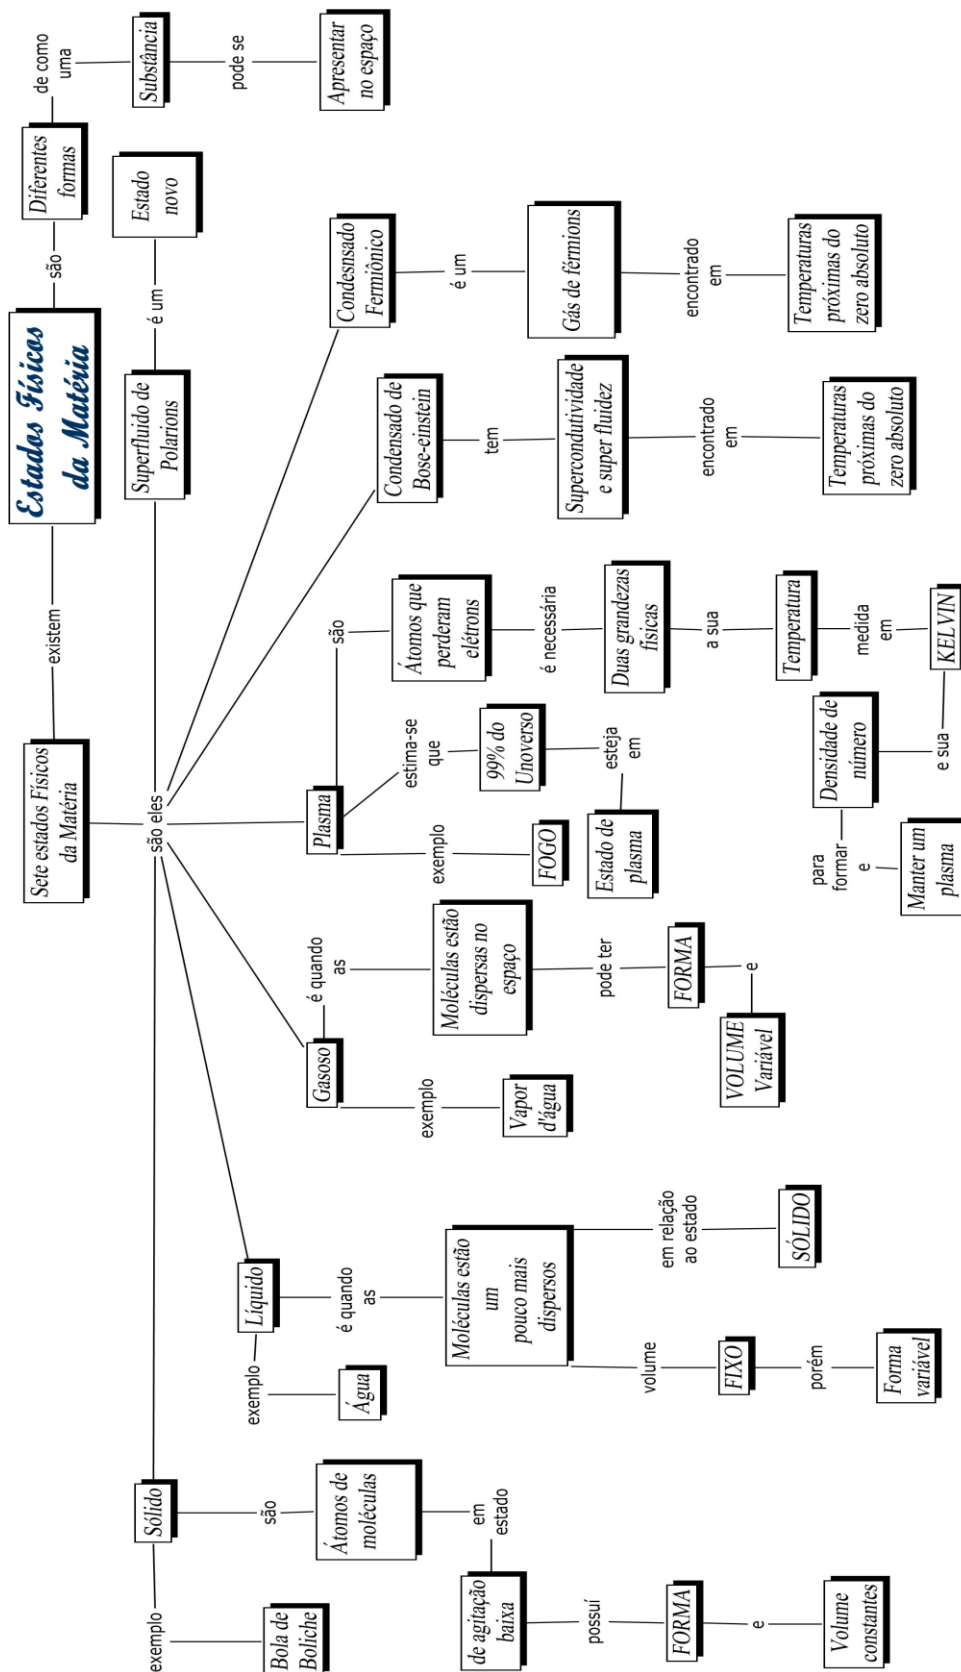 Estados Físicos
da Matéria
são
Diferentes
formas
de como
uma
Substância
pode se
Apresentar
no espaço
existem
Sete estados Físicos
da Matéria
são eles
Sólido
exemplo
Bola de
Boliche
são
Átomos de
moléculas
em
estado
de agitação
baixa
possuí
FORMA
e
Volume
constantes
Líquido
exemplo
Água
é quando
as
Moléculas estão
um
pouco mais
dispersos
volume
FIXO
porém
Forma
variável
em relação
ao estado
SÓLIDO
Gasoso
exemplo
Vapor
d'água
é quando
as
Moléculas estão
dispersas no
espaço
pode ter
FORMA
e
VOLUME
Variável
Plasma
exemplo
FOGO
estima-se
que
99% do
Unoverso
esteja
em
Estado de
plasma
são
Átomos que
perderam
elétrons
é necessária
Duas grandezas
físicas
a sua
Temperatura
medida
em
KELVIN
e sua
Densidade de
número
para
formar
e
Manter um
plasma
Condensado de
Bose-einstein
tem
Supercondutividade
e super fluidez
encontrado
em
Temperaturas
próximas do
zero absoluto
Condesnsado
Fermiônico
é um
Gás de férmions
encontrado
em
Temperaturas
próximas do
zero absoluto
Superfluido de
Polarions
é um
Estado
novo